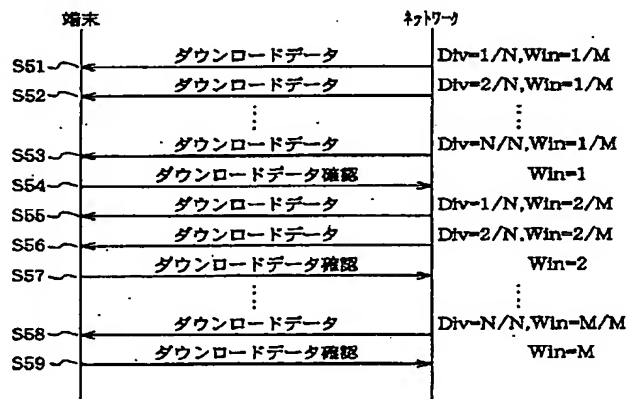 端末 ネットワーク
S51 ダウンロードデータ Div=1/N,Win=1/M
S52 ダウンロードデータ Div=2/N,Win=1/M
⋮ ⋮
S53 ダウンロードデータ Div=N/N,Win=1/M
S54 ダウンロードデータ確認 Win=1
S55 ダウンロードデータ Div=1/N,Win=2/M
S56 ダウンロードデータ Div=2/N,Win=2/M
S57 ダウンロードデータ確認 Win=2
⋮ ⋮
S58 ダウンロードデータ Div=N/N,Win=M/M
S59 ダウンロードデータ確認 Win=M